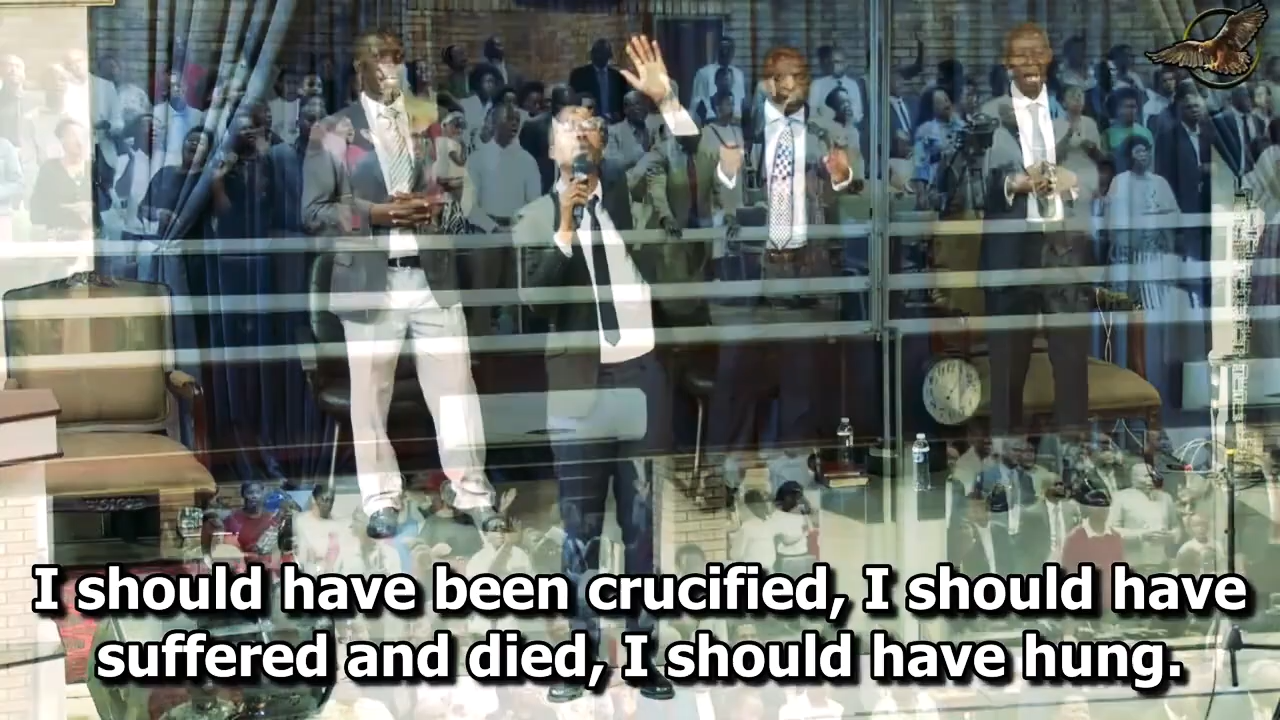 I should have been crucified, I should have
suffered and died, I should have hung.